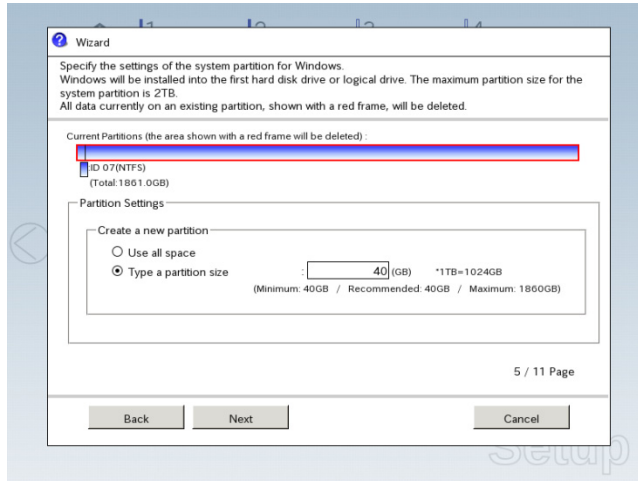 1 2 3 4
Wizard
Specify the settings of the system partition for Windows.
Windows will be installed into the first hard disk drive or logical drive. The maximum partition size for the
system partition is 2TB.
All data currently on an existing partition, shown with a red frame, will be deleted.
Current Partitions (the area shown with a red frame will be deleted) :
:ID 07(NTFS)
(Total:1861.0GB)
Partition Settings
Create a new partition
Use all space
Type a partition size : 40 (GB) *1TB=1024GB
(Minimum: 40GB / Recommended: 40GB / Maximum: 1860GB)
5 / 11 Page
Back Next Cancel
Setup